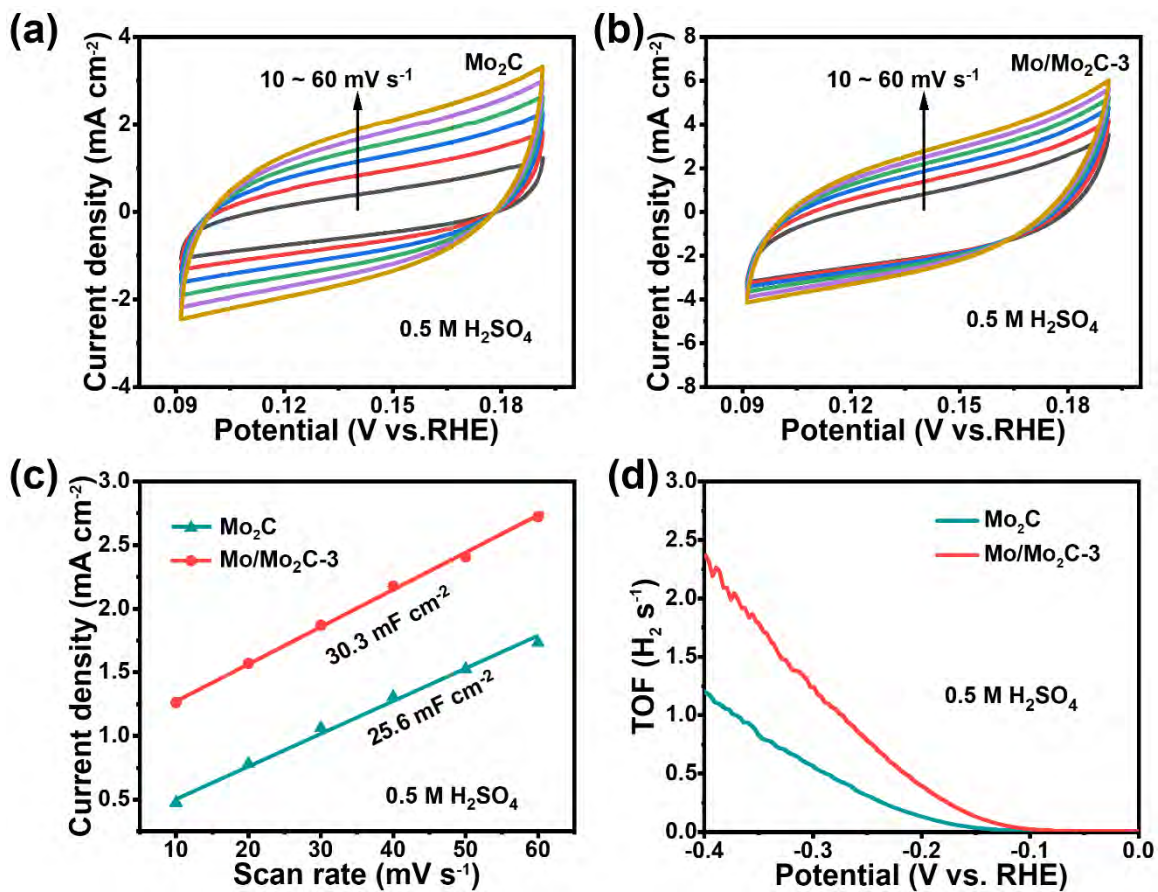 (a)
Current density (mA cm-2)
4
2
0
-2
-4
Mo2C
10 ~ 60 mV s-1
0.5 M H2SO4
0.09
0.12
0.15
0.18
Potential (V vs.RHE)
(b)
Current density (mA cm-2)
8
6
4
2
0
-2
-4
-6
-8
Mo/Mo2C-3
10 ~ 60 mV s-1
0.5 M H2SO4
0.09
0.12
0.15
0.18
Potential (V vs.RHE)
(c)
Current density (mA cm-2)
3.0
2.5
2.0
1.5
1.0
0.5
Mo2C
Mo/Mo2C-3
30.3 mF cm-2
25.6 mF cm-2
0.5 M H2SO4
10
20
30
40
50
60
Scan rate (mV s-1)
(d)
TOF (H2 s-1)
3.0
2.5
2.0
1.5
1.0
0.5
0.0
Mo2C
Mo/Mo2C-3
0.5 M H2SO4
-0.4
-0.3
-0.2
-0.1
0.0
Potential (V vs. RHE)